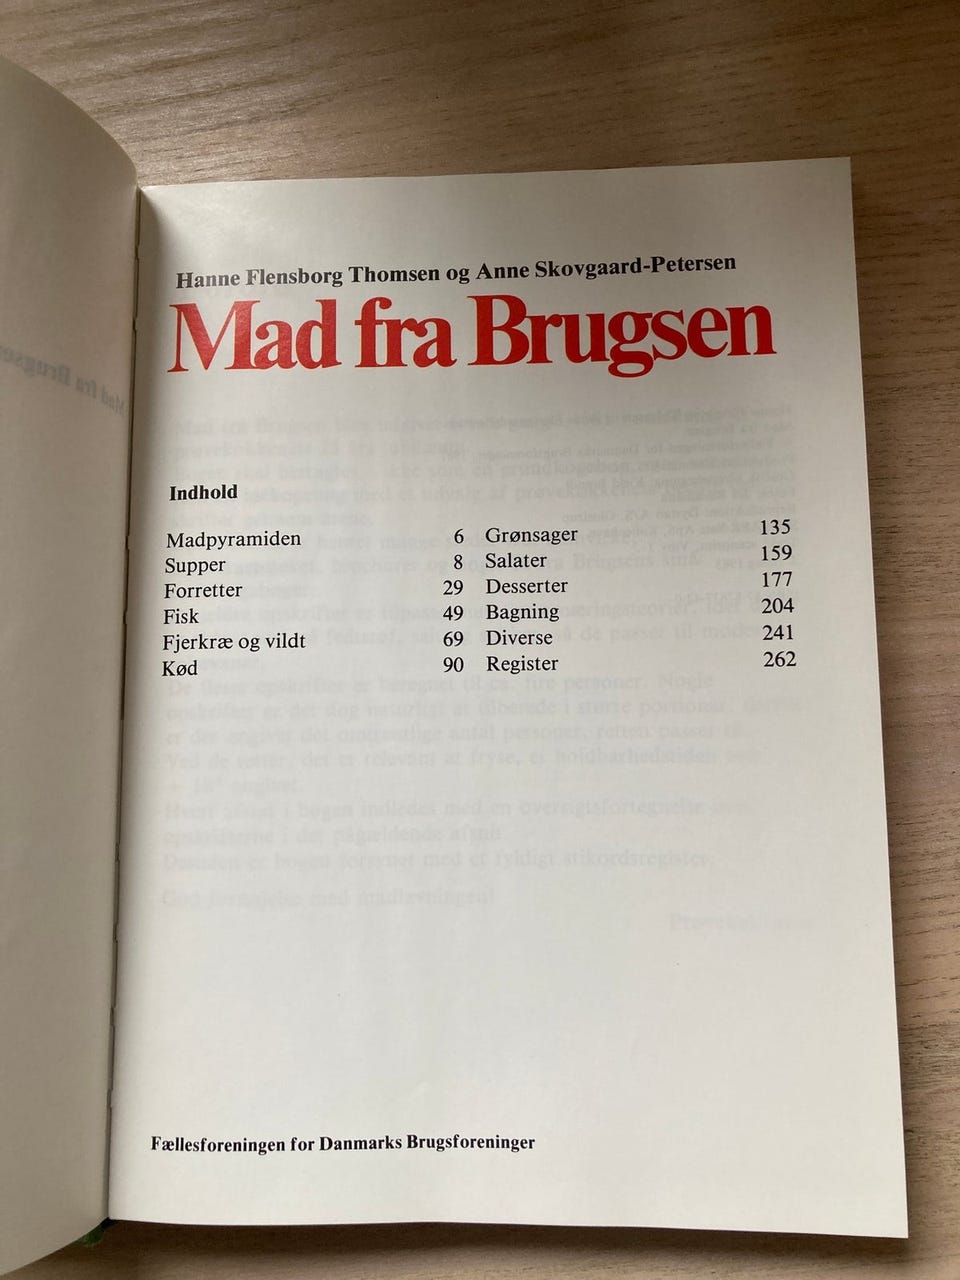 Hanne Flensborg Thomsen og Anne Skovgaard-Petersen
Mad fra Brugsen
Indhold
Madpyramiden 6
Supper 8
Forretter 29
Fisk 49
Fjerkræ og vildt 69
Kød 90
Grønsager 135
Salater 159
Desserter 177
Bagning 204
Diverse 241
Register 262
Fællesforeningen for Danmarks Brugsforeninger